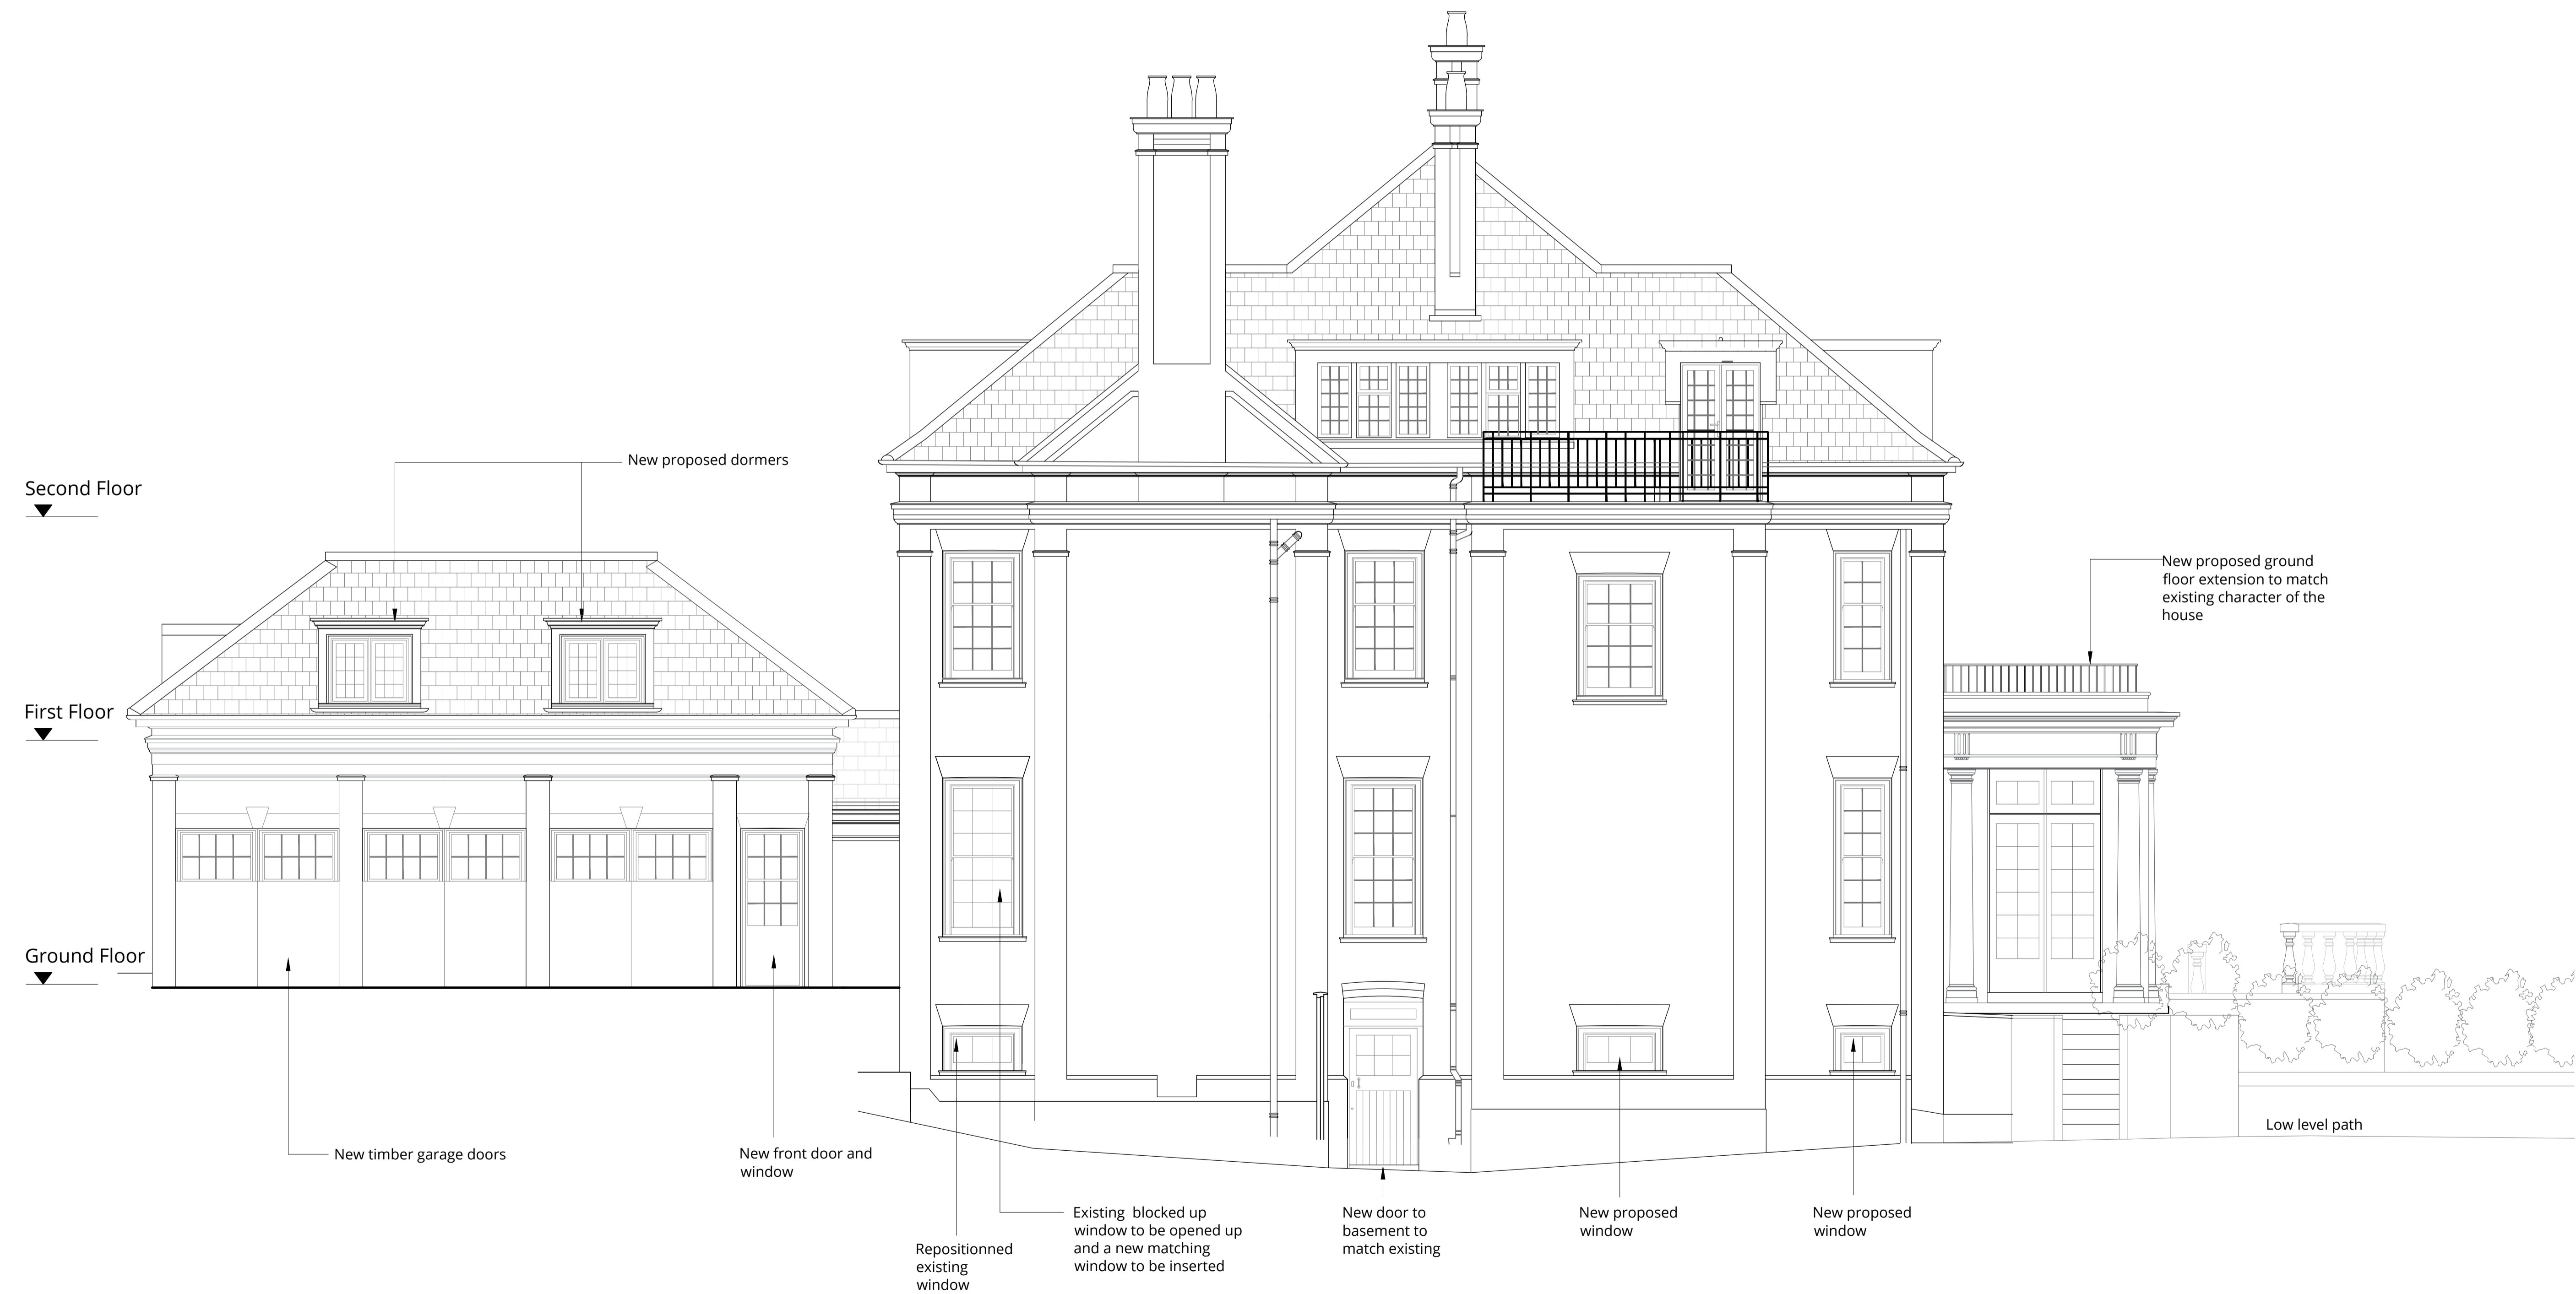 New proposed dormers
Second Floor
New proposed ground
floor extension to match
existing character of the
house
First Floor
Ground Floor
Low level path
New timber garage doors
New front door and
window
Existing blocked up
window to be opened up
and a new matching
window to be inserted
New door to
basement to
match existing
New proposed
window
New proposed
window
Repositionned
existing
window